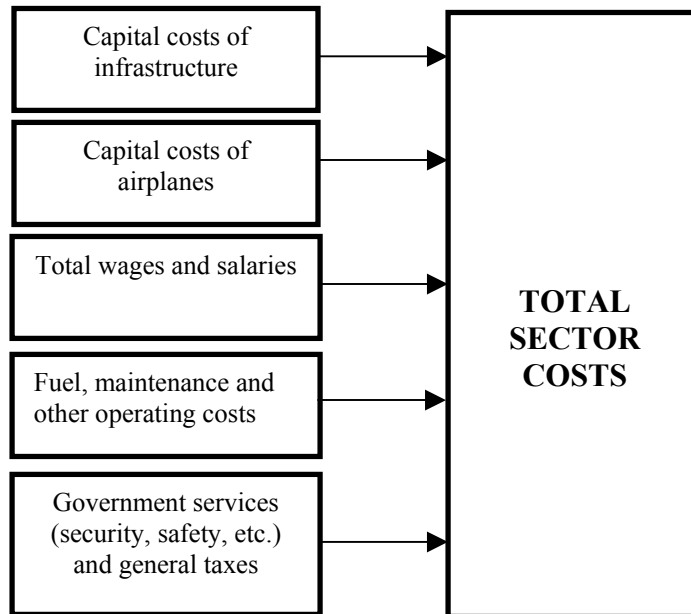 Capital costs of
infrastructure
Capital costs of
airplanes
Total wages and salaries
Fuel, maintenance and
other operating costs
Government services
(security, safety, etc.)
and general taxes
TOTAL
SECTOR
COSTS